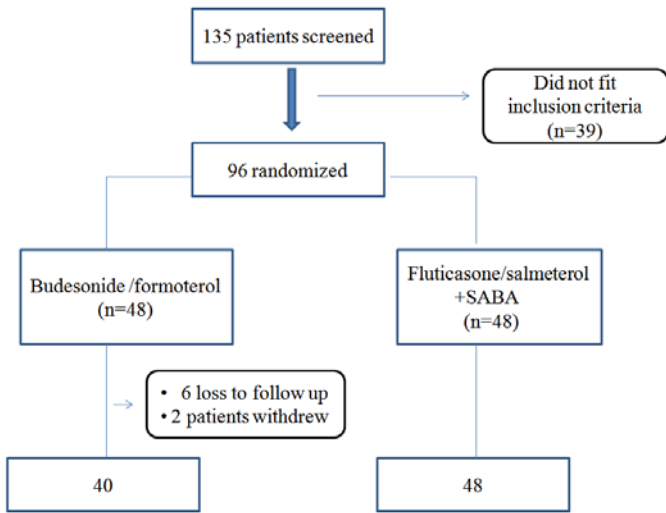 135 patients screened
Did not fit
inclusion criteria
(n=39)
96 randomized
Budesonide /formoterol
(n=48)
Fluticasone/salmeterol
+SABA
(n=48)
• 6 loss to follow up
• 2 patients withdrew
40
48